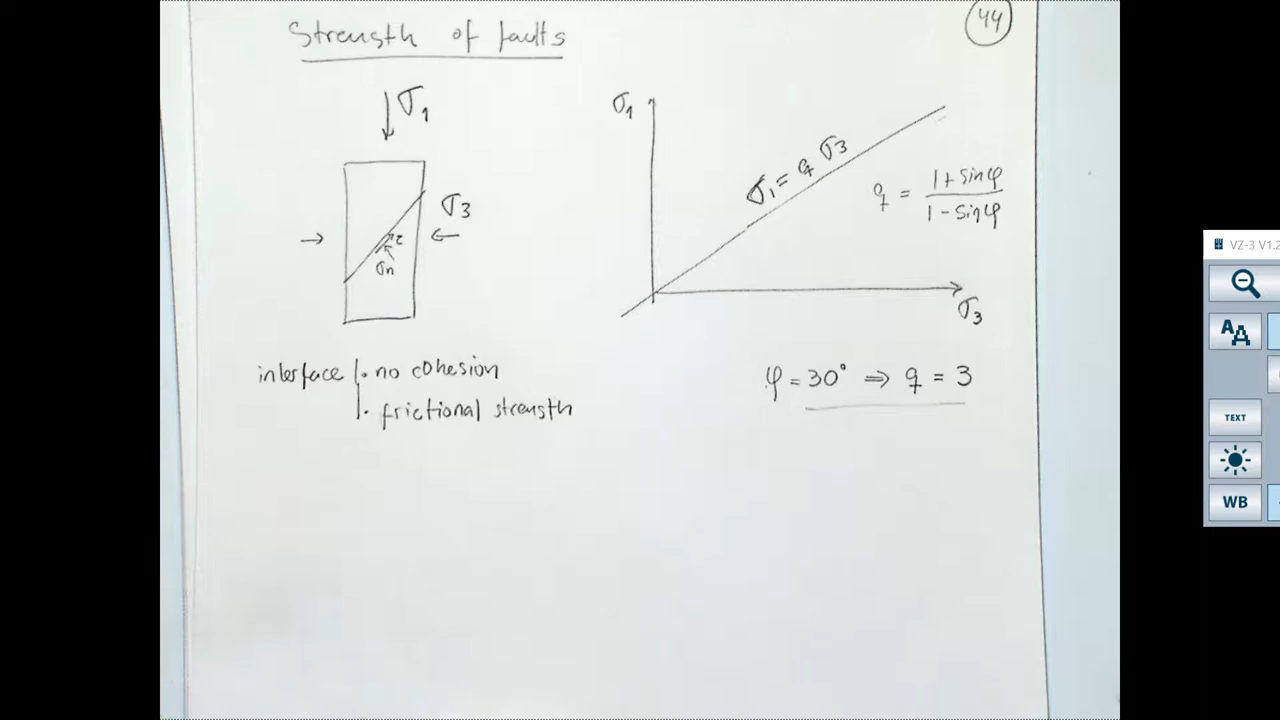 Strength of faults
44
σ1
σ3
τ
σn
interface
• no cohesion
• frictional strength
σ1
σ1 = q σ3
q = (1 + sinφ) / (1 - sinφ)
σ3
φ = 30° ⇒ q = 3
VZ-3 V1.2
AA
TEXT
WB